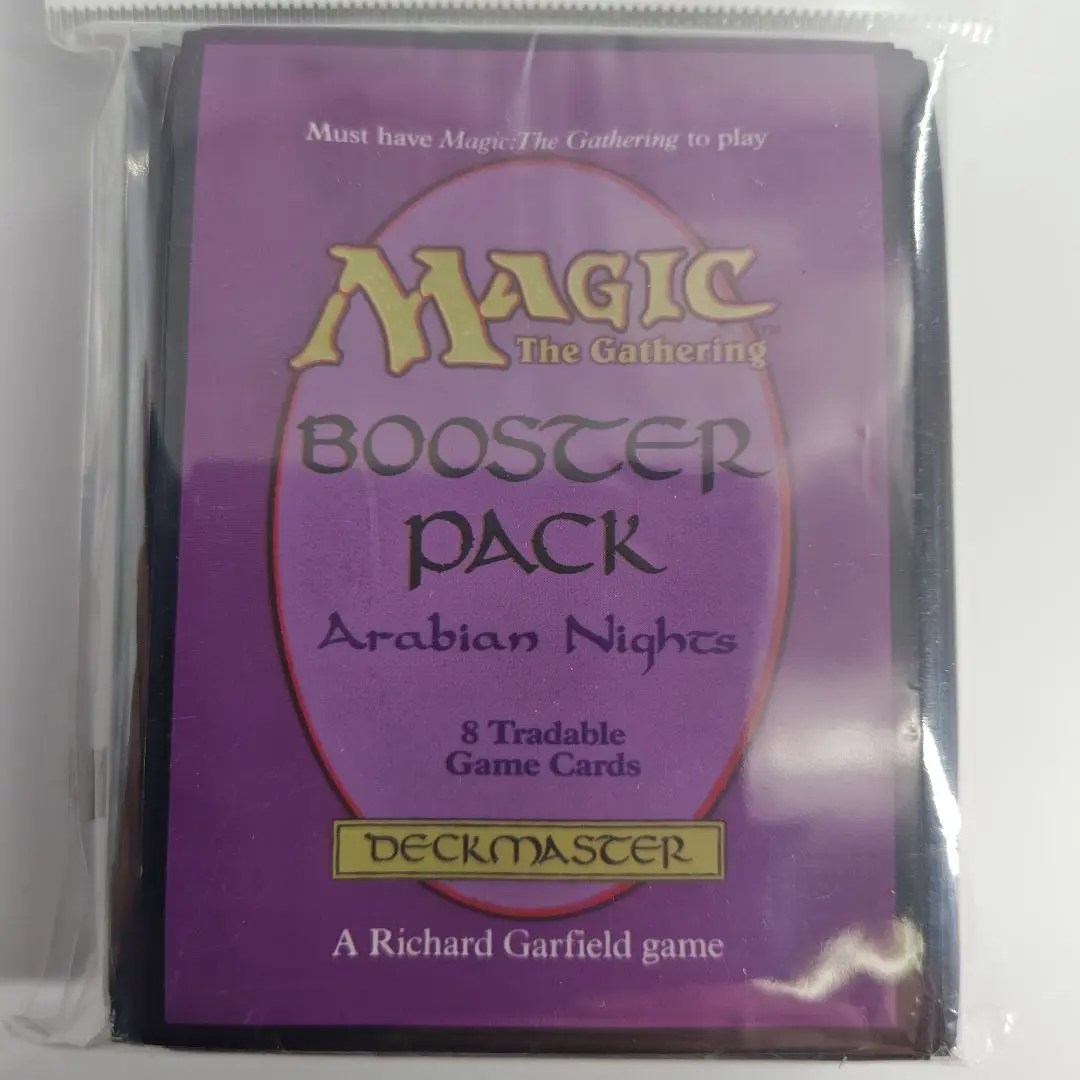 Must have Magic:The Gathering to play
MAGIC
The Gathering™
BOOSTER
PACK
Arabian Nights
8 Tradable
Game Cards
DECKMASTER
A Richard Garfield game